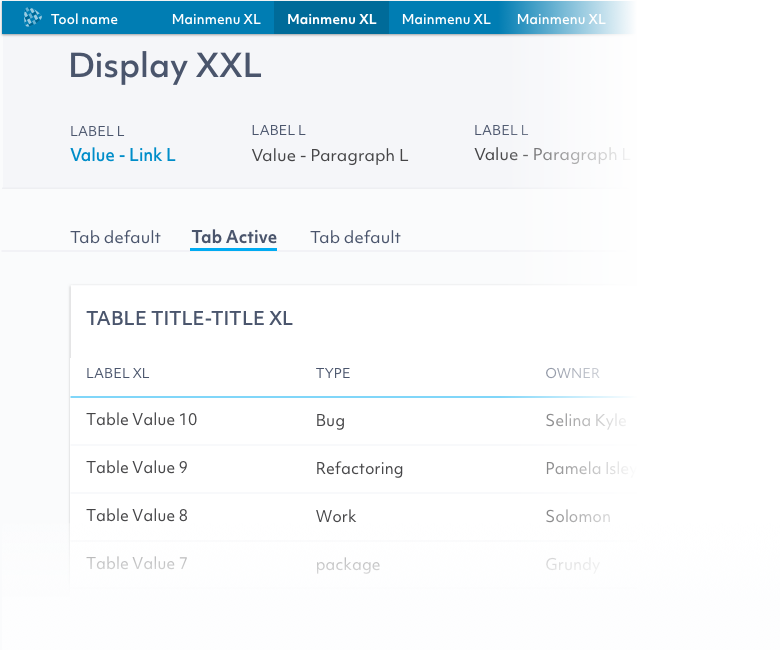 Tool name Mainmenu XL Mainmenu XL Mainmenu XL Mainmenu XL
Display XXL
LABEL L LABEL L LABEL L
Value - Link L Value - Paragraph L Value - Paragraph L
Tab default Tab Active Tab default
TABLE TITLE-TITLE XL
LABEL XL TYPE OWNER
Table Value 10 Bug Selina Kyle
Table Value 9 Refactoring Pamela Isley
Table Value 8 Work Solomon
Table Value 7 package Grundy